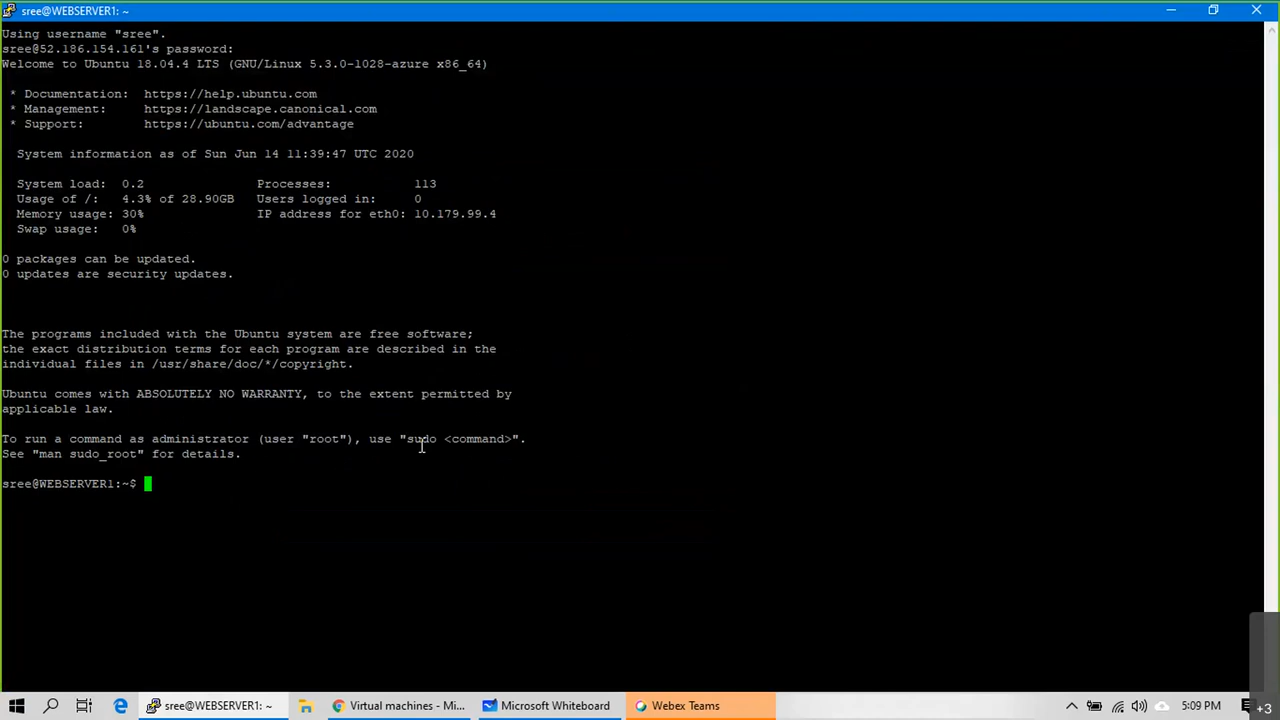 sree@WEBSERVER1: ~
Using username "sree".
sree@52.186.154.161's password:
Welcome to Ubuntu 18.04.4 LTS (GNU/Linux 5.3.0-1028-azure x86_64)
* Documentation: https://help.ubuntu.com
* Management: https://landscape.canonical.com
* Support: https://ubuntu.com/advantage
System information as of Sun Jun 14 11:39:47 UTC 2020
System load: 0.2 Processes: 113
Usage of /: 4.3% of 28.90GB Users logged in: 0
Memory usage: 30% IP address for eth0: 10.179.99.4
Swap usage: 0%
0 packages can be updated.
0 updates are security updates.
The programs included with the Ubuntu system are free software;
the exact distribution terms for each program are described in the
individual files in /usr/share/doc/*/copyright.
Ubuntu comes with ABSOLUTELY NO WARRANTY, to the extent permitted by
applicable law.
To run a command as administrator (user "root"), use "sudo <command>".
See "man sudo_root" for details.
sree@WEBSERVER1:~$
sree@WEBSERVER1: ~ Virtual machines - Mi... Microsoft Whiteboard Webex Teams 5:09 PM +3